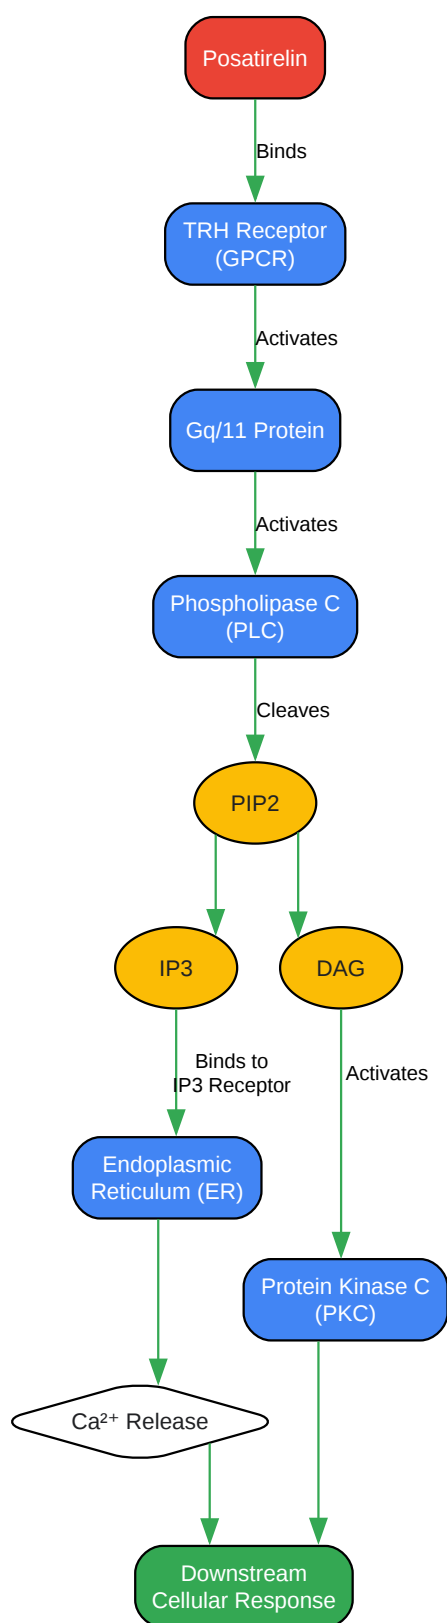 Posatirelin
Binds
TRH Receptor
(GPCR)
Activates
Gq/11 Protein
Activates
Phospholipase C
(PLC)
Cleaves
PIP2
IP3
DAG
Binds to
IP3 Receptor
Activates
Endoplasmic
Reticulum (ER)
Protein Kinase C
(PKC)
Ca²⁺ Release
Downstream
Cellular Response